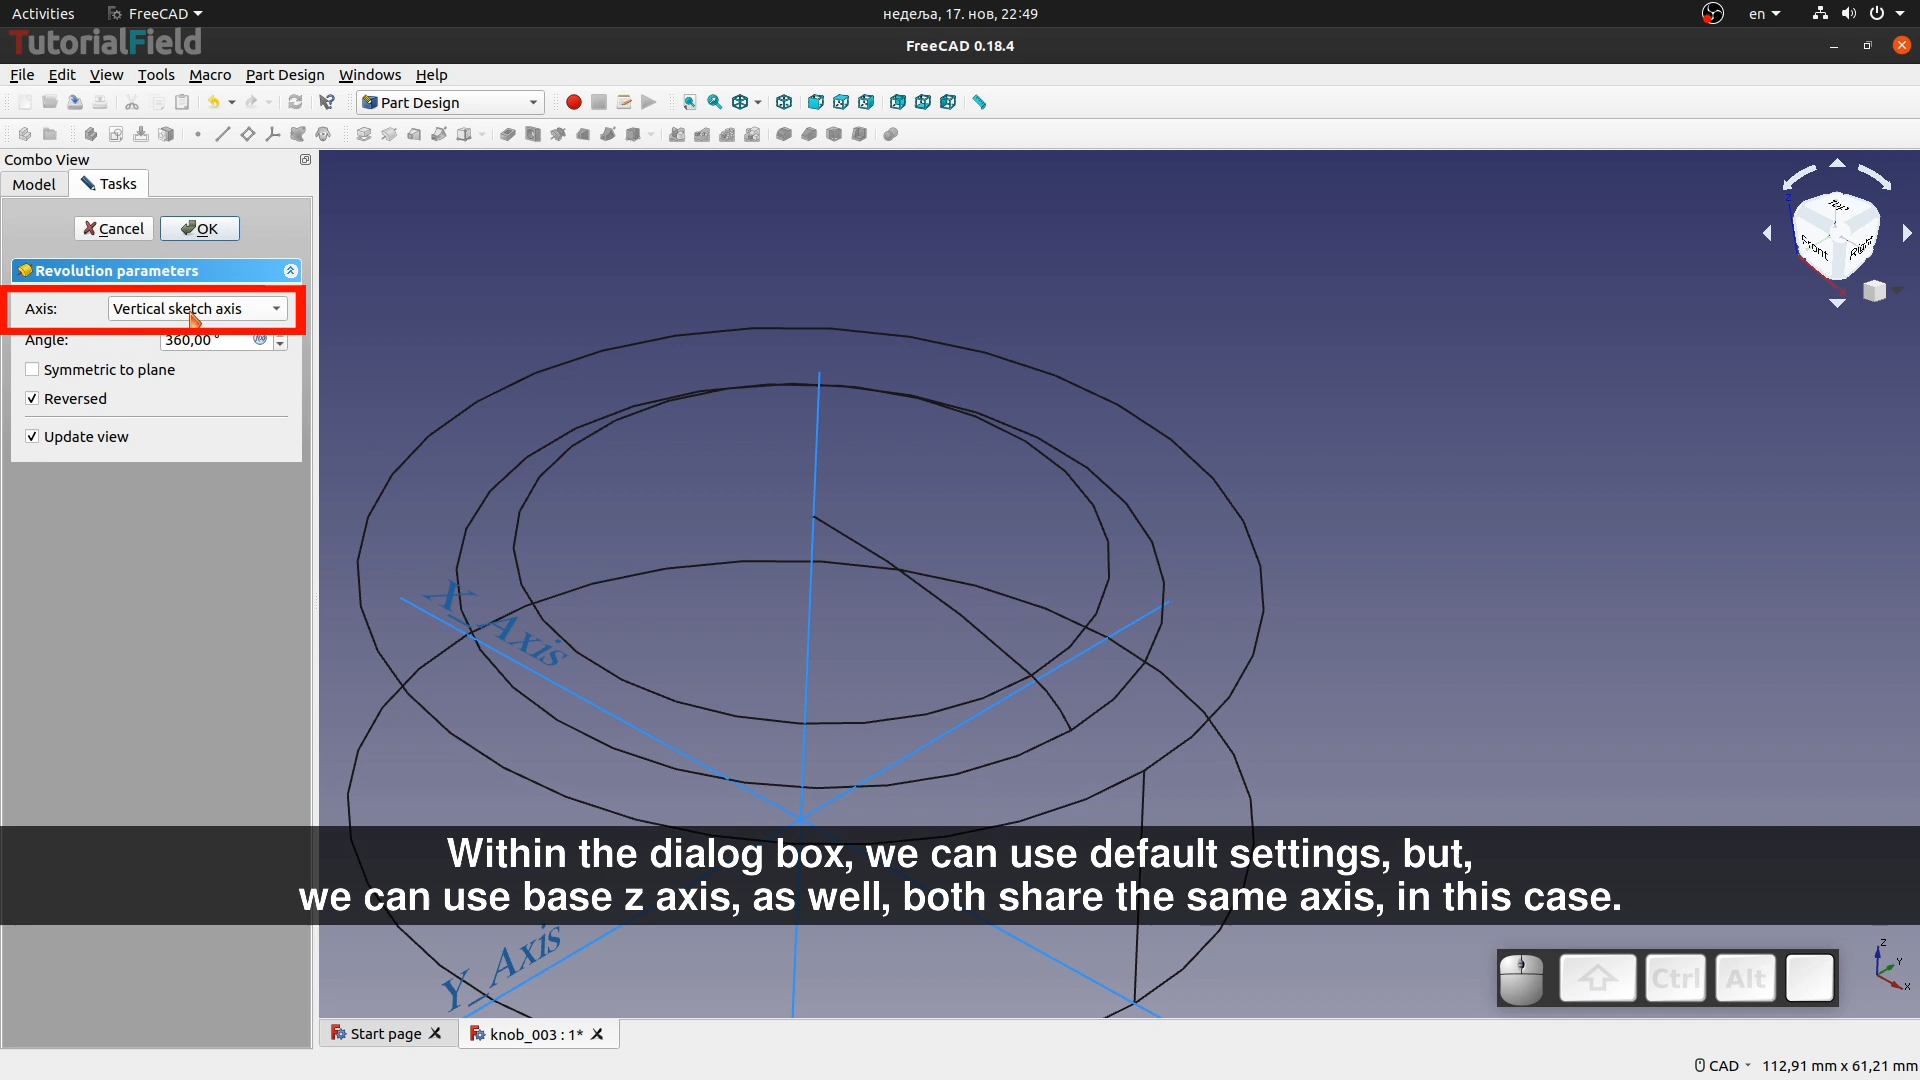 Activities FreeCAD недеља, 17. нов, 22:49 en
TutorialField
FreeCAD 0.18.4
File Edit View Tools Macro Part Design Windows Help
Part Design
Combo View
Model Tasks
Cancel OK
Revolution parameters
Axis: Vertical sketch axis
Angle: 360,00 °
Symmetric to plane
Reversed
Update view
Top
Front Right
Z
X_Axis
Y_Axis
Within the dialog box, we can use default settings, but,
we can use base z axis, as well, both share the same axis, in this case.
Ctrl Alt
Z
Y
X
Start page knob_003 : 1*
CAD 112,91 mm x 61,21 mm